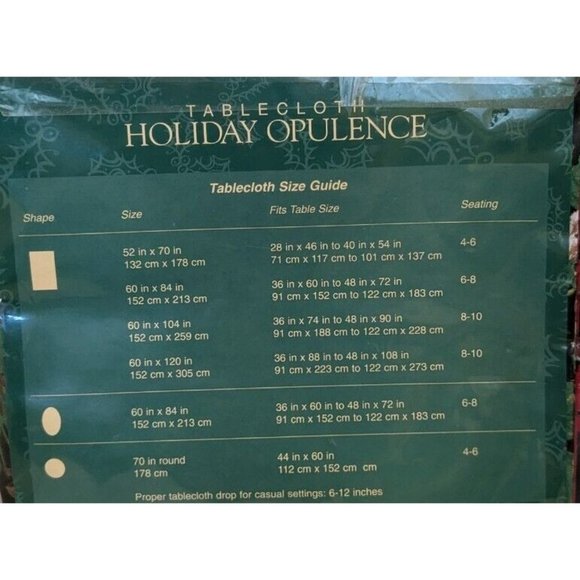 TABLECLOTH
HOLIDAY OPULENCE
Tablecloth Size Guide
Shape Size Fits Table Size Seating
52 in x 70 in 28 in x 46 in to 40 in x 54 in 4-6
132 cm x 178 cm 71 cm x 117 cm to 101 cm x 137 cm
60 in x 84 in 36 in x 60 in to 48 in x 72 in 6-8
152 cm x 213 cm 91 cm x 152 cm to 122 cm x 183 cm
60 in x 104 in 36 in x 74 in to 48 in x 90 in 8-10
152 cm x 259 cm 91 cm x 188 cm to 122 cm x 228 cm
60 in x 120 in 36 in x 88 in to 48 in x 108 in 8-10
152 cm x 305 cm 91 cm x 223 cm to 122 cm x 273 cm
60 in x 84 in 36 in x 60 in to 48 in x 72 in 6-8
152 cm x 213 cm 91 cm x 152 cm to 122 cm x 183 cm
70 in round 44 in x 60 in 4-6
178 cm 112 cm x 152 cm cm
Proper tablecloth drop for casual settings: 6-12 inches